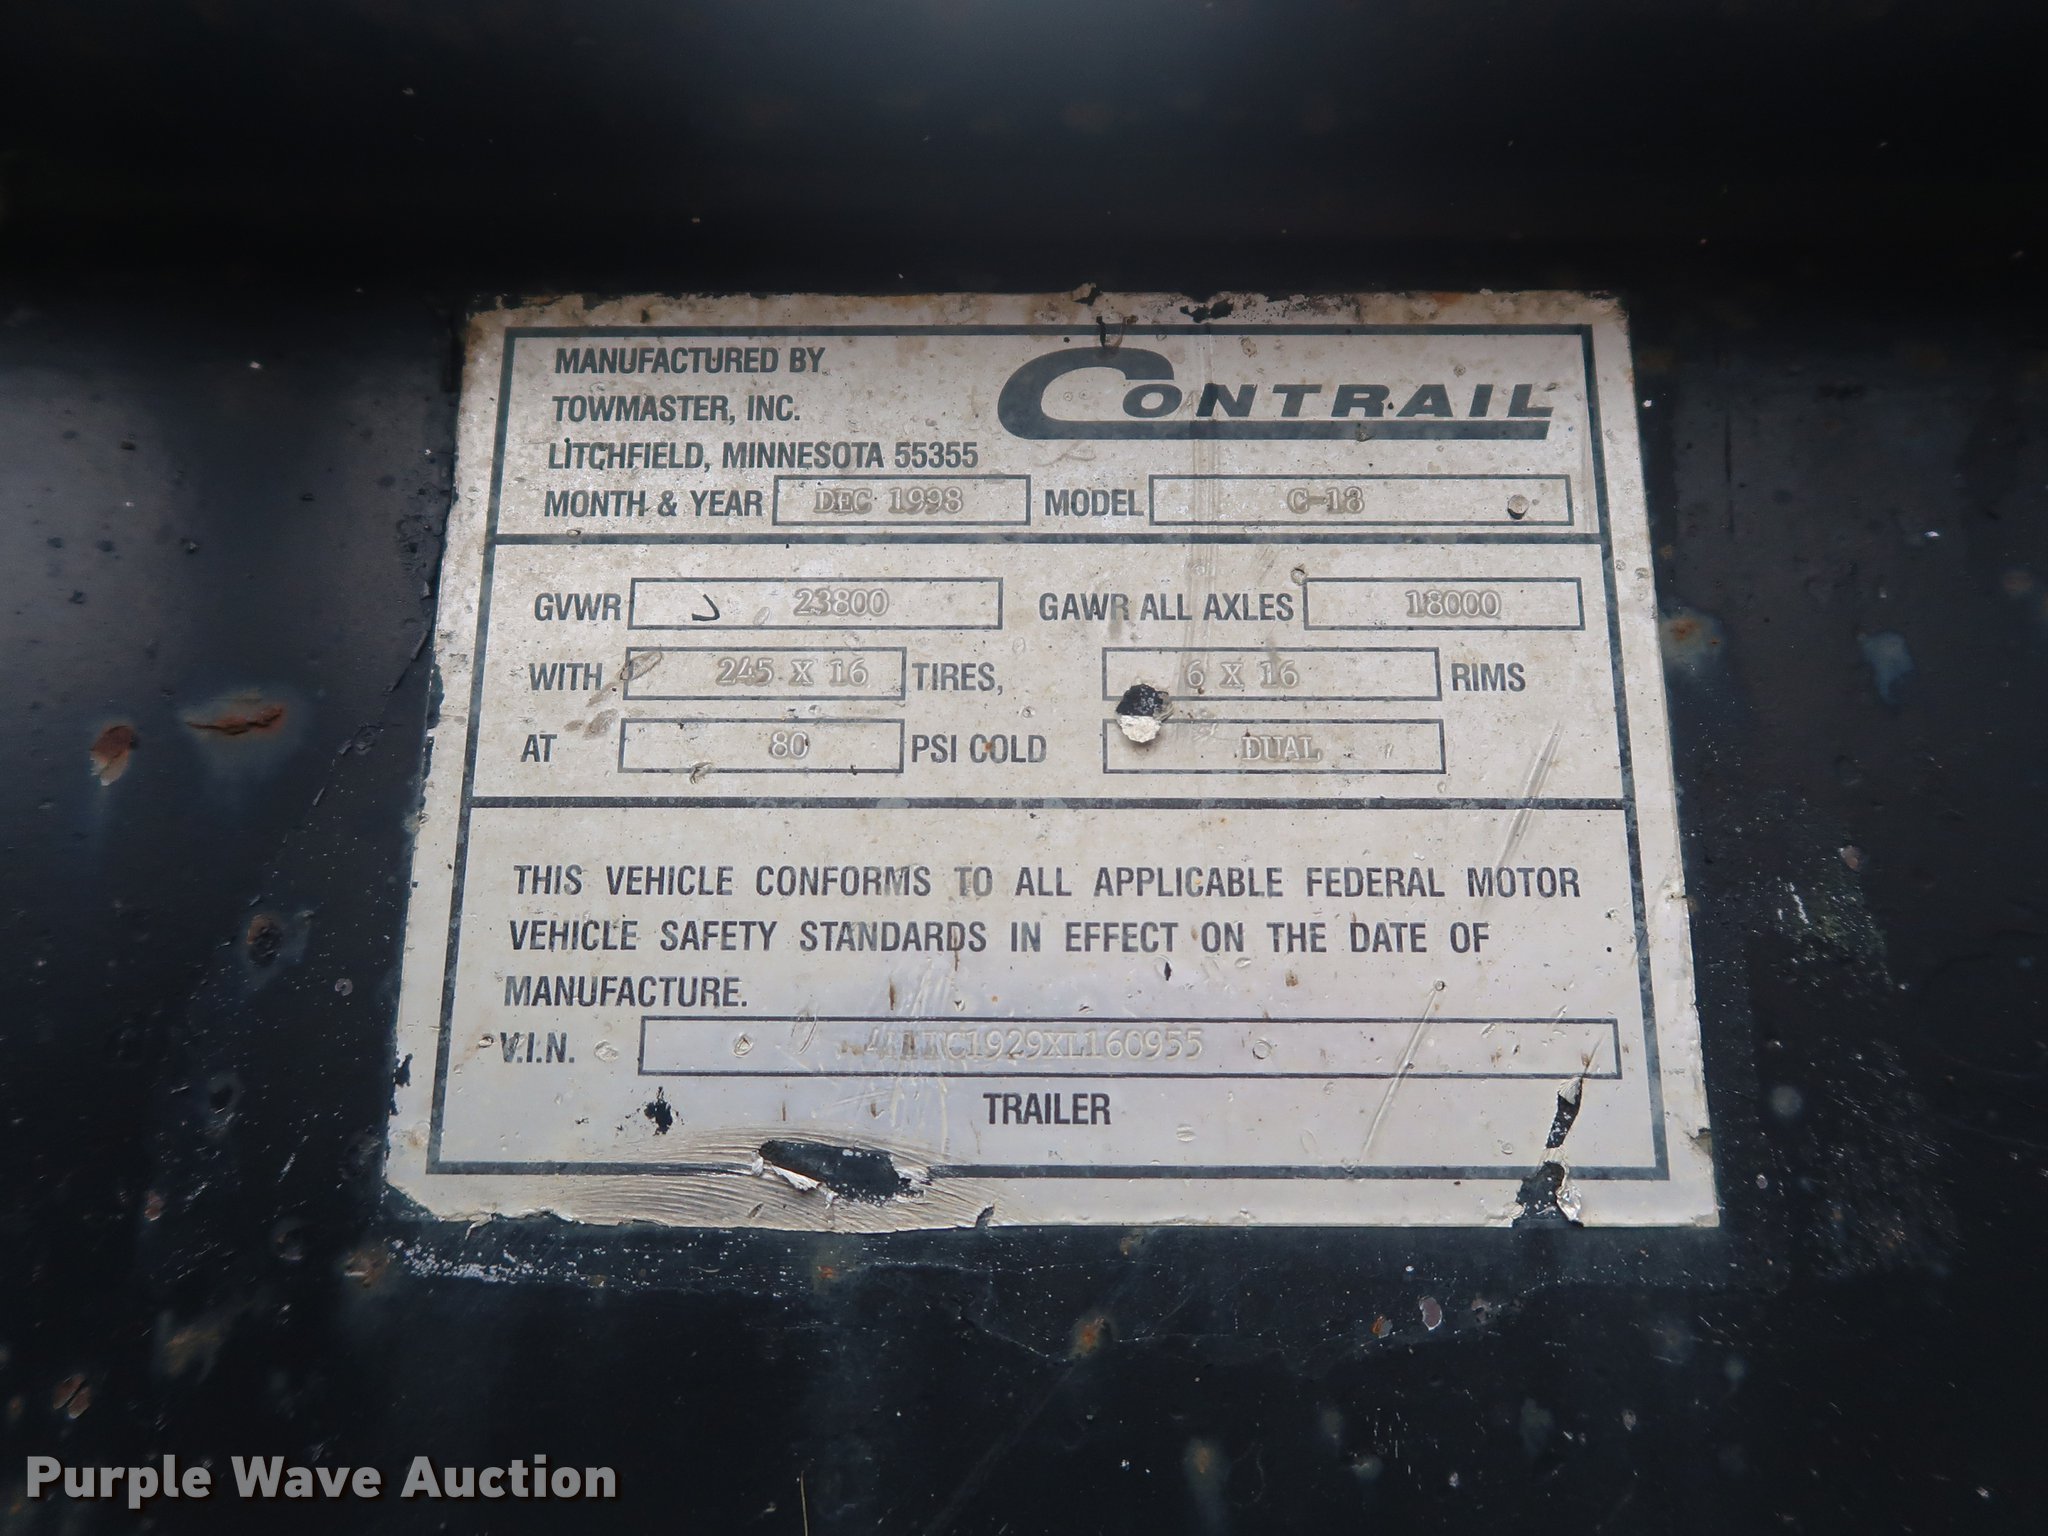 MANUFACTURED BY
TOWMASTER, INC.
LITCHFIELD, MINNESOTA 55355
CONTRAIL
MONTH & YEAR DEC 1998 MODEL C-18
GVWR 23800 GAWR ALL AXLES 18000
WITH 245 X 16 TIRES, 6 X 16 RIMS
AT 80 PSI COLD DUAL
THIS VEHICLE CONFORMS TO ALL APPLICABLE FEDERAL MOTOR
VEHICLE SAFETY STANDARDS IN EFFECT ON THE DATE OF
MANUFACTURE.
V.I.N.
TRAILER
Purple Wave Auction